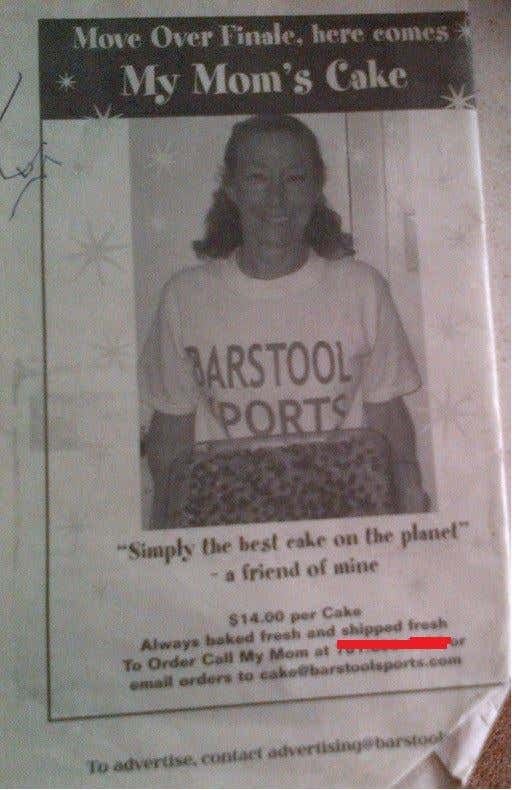 Move Over Finale, here comes
My Mom's Cake
BARSTOOL
SPORTS
"Simply the best cake on the planet"
- a friend of mine
$14.00 per Cake
Always baked fresh and shipped fresh
To Order Call My Mom at or
email orders to cake@barstoolsports.com
To advertise, contact advertising@barstool